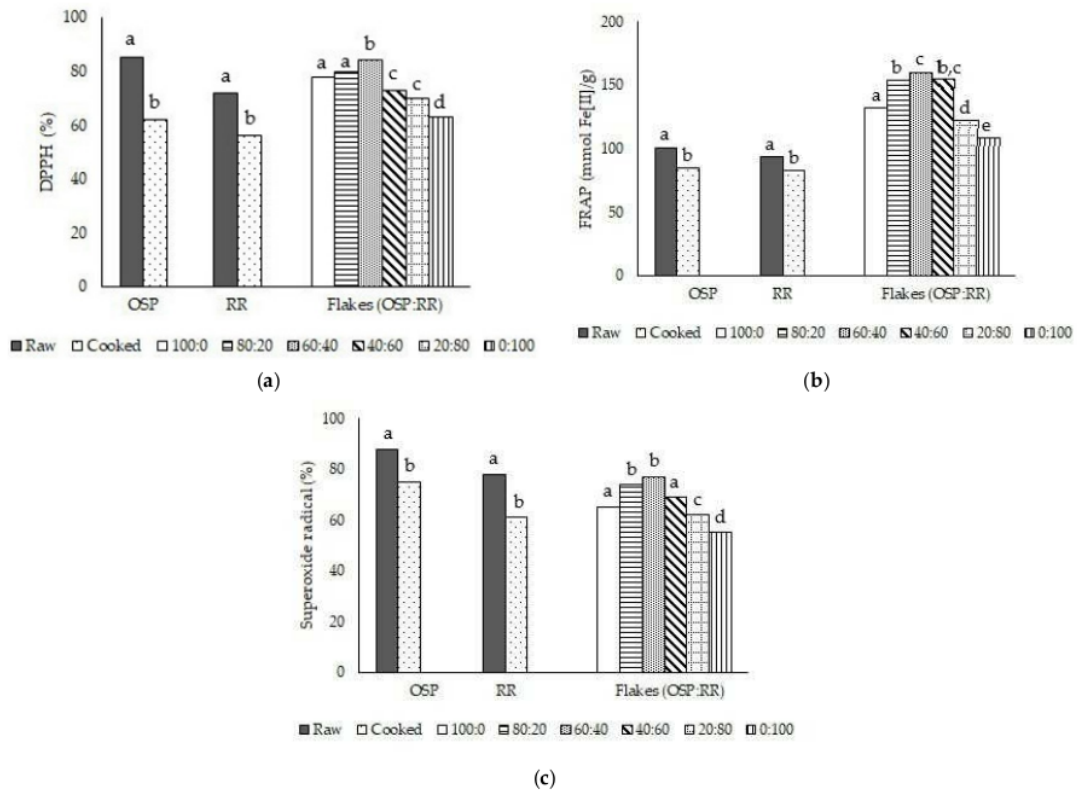 100
80
60
40
20
0
DPPH (%)
a
b
a
b
a
a
b
c
c
d
OSP
RR
Flakes (OSP:RR)
Raw
Cooked
100:0
80:20
60:40
40:60
20:80
0:100
(a)
200
150
100
50
0
FRAP (mmol Fe[II]/g)
a
b
a
b
a
b
c
b,c
d
e
OSP
RR
Flakes (OSP:RR)
Raw
Cooked
100:0
80:20
60:40
40:60
20:80
0:100
(b)
100
80
60
40
20
0
Superoxide radical (%)
a
b
a
b
a
b
b
a
c
d
OSP
RR
Flakes (OSP:RR)
Raw
Cooked
100:0
80:20
60:40
40:60
20:80
0:100
(c)